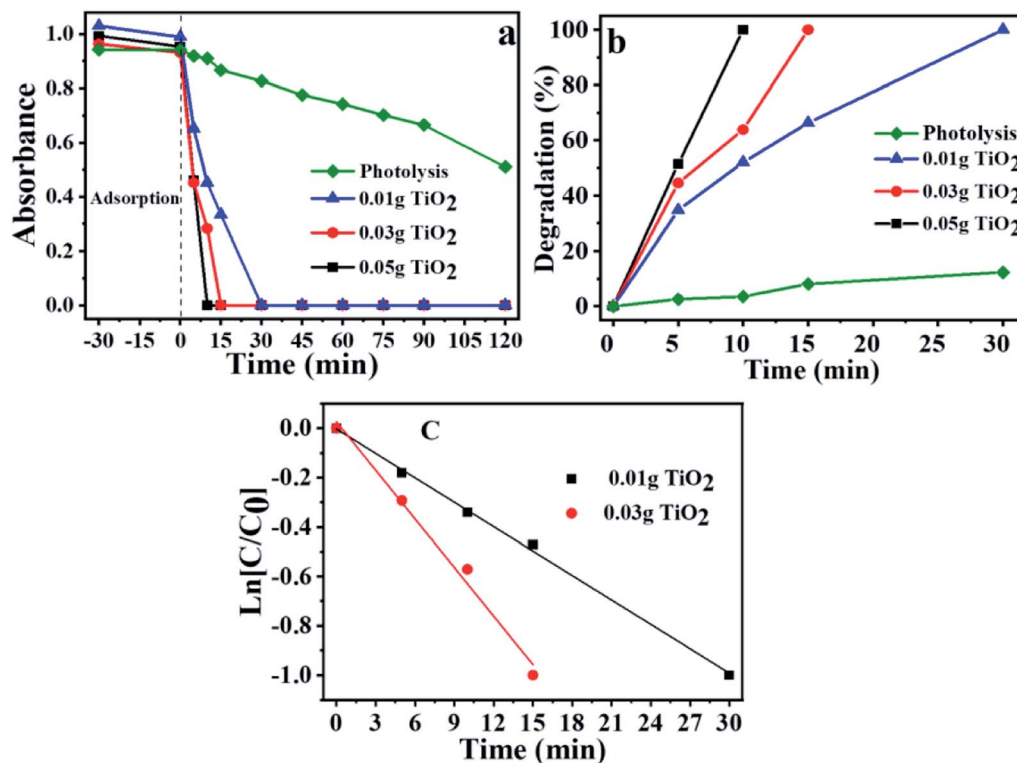 a
Absorbance
1.0
0.8
0.6
0.4
0.2
0.0
Adsorption
Photolysis
0.01g TiO2
0.03g TiO2
0.05g TiO2
-30 -15 0 15 30 45 60 75 90 105 120
Time (min)
b
Degradation (%)
100
80
60
40
20
0
Photolysis
0.01g TiO2
0.03g TiO2
0.05g TiO2
0 5 10 15 20 25 30
Time (min)
C
Ln[C/C0]
0.0
-0.2
-0.4
-0.6
-0.8
-1.0
0.01g TiO2
0.03g TiO2
0 3 6 9 12 15 18 21 24 27 30
Time (min)